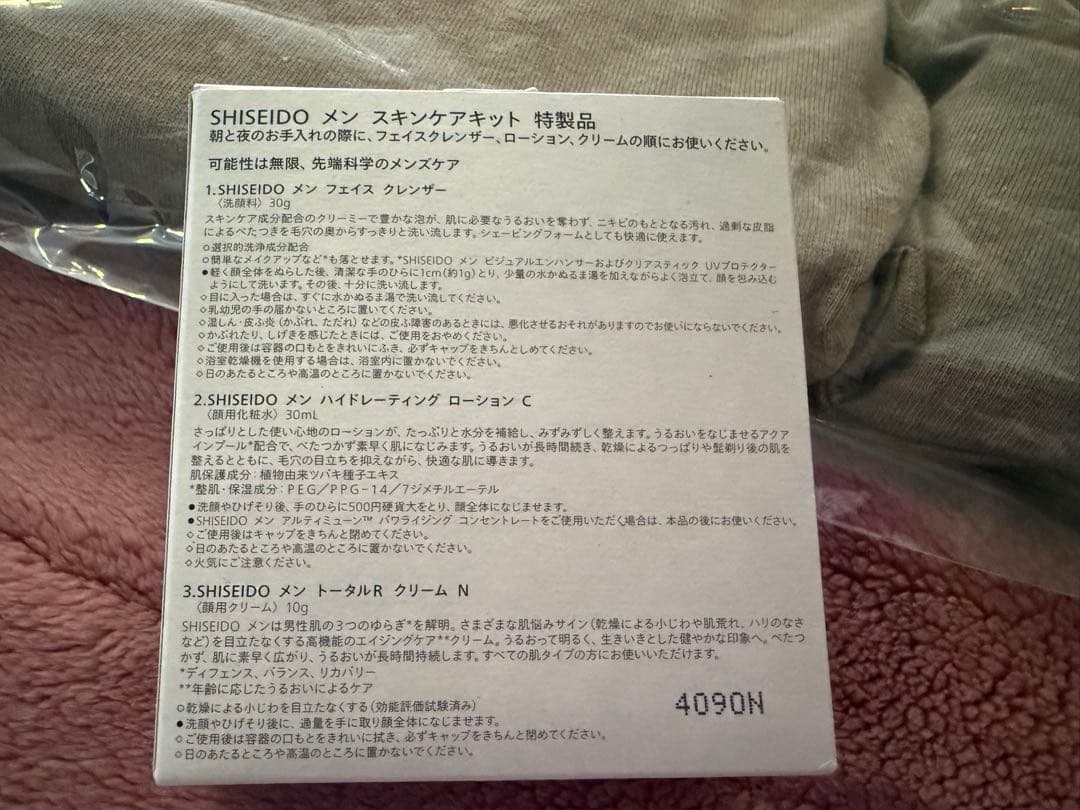 SHISEIDO メン スキンケアキット 特製品
朝と夜のお手入れの際に、フェイスクレンザー、ローション、クリームの順にお使いください。
可能性は無限、先端科学のメンズケア
1.SHISEIDO メン フェイス クレンザー
〈洗顔料〉30g
スキンケア成分配合のクリーミーで豊かな泡が、肌に必要なうるおいを奪わず、ニキビのもととなる汚れ、過剰な皮脂
によるべたつきを毛穴の奥からすっきりと洗い流します。シェービングフォームとしても快適に使えます。
○選択的洗浄成分配合
○簡単なメイクアップなど*も落とせます。*SHISEIDO メン ビジュアルエンハンサーおよびクリアスティック UVプロテクター
●軽く顔全体をぬらした後、清潔な手のひらに1cm(約1g)とり、少量の水かぬるま湯を加えながらよく泡立て、顔を包み込む
ようにして洗います。その後、十分に洗い流します。
◇目に入った場合は、すぐに水かぬるま湯で洗い流してください。
◇乳幼児の手の届かないところに置いてください。
◇湿しん・皮ふ炎(かぶれ、ただれ)などの皮ふ障害のあるときには、悪化させるおそれがありますのでお使いにならないでください。
◇かぶれたり、しげきを感じたときには、ご使用をおやめください。
◇ご使用後は容器の口もとをきれいにふき、必ずキャップをきちんとしめてください。
◇浴室乾燥機を使用する場合は、浴室内に置かないでください。
◇日のあたるところや高温のところに置かないでください。
2.SHISEIDO メン ハイドレーティング ローション C
〈顔用化粧水〉30mL
さっぱりとした使い心地のローションが、たっぷりと水分を補給し、みずみずしく整えます。うるおいをなじませるアクア
インプール*配合で、べたつかず素早く肌になじみます。うるおいが長時間続き、乾燥によるつっぱりや髭剃り後の肌を
整えるとともに、毛穴の目立ちを抑えながら、快適な肌に導きます。
肌保護成分：植物由来ツバキ種子エキス
*整肌・保湿成分：PEG／PPG-14／7ジメチルエーテル
●洗顔やひげそり後、手のひらに500円硬貨大をとり、顔全体になじませます。
●SHISEIDO メン アルティミューン™ パワライジング コンセントレートをご使用いただく場合は、本品の後にお使いください。
◇ご使用後はキャップをきちんと閉めてください。
◇日のあたるところや高温のところに置かないでください。
◇火気にご注意ください。
3.SHISEIDO メン トータルR クリーム N
〈顔用クリーム〉10g
SHISEIDO メンは男性肌の3つのゆらぎ*を解明。さまざまな肌悩みサイン(乾燥による小じわや肌荒れ、ハリのなさ
など)を目立たなくする高機能のエイジングケア**クリーム。うるおって明るく、生きいきとした健やかな印象へ。べたつ
かず、肌に素早く広がり、うるおいが長時間持続します。すべての肌タイプの方にお使いいただけます。
*ディフェンス、バランス、リカバリー
**年齢に応じたうるおいによるケア
○乾燥による小じわを目立たなくする(効能評価試験済み)
●洗顔やひげそり後に、適量を手に取り顔全体になじませます。
◇ご使用後は容器の口もとをきれいに拭き、必ずキャップをきちんと閉めてください。
◇日のあたるところや高温のところに置かないでください。
4090N